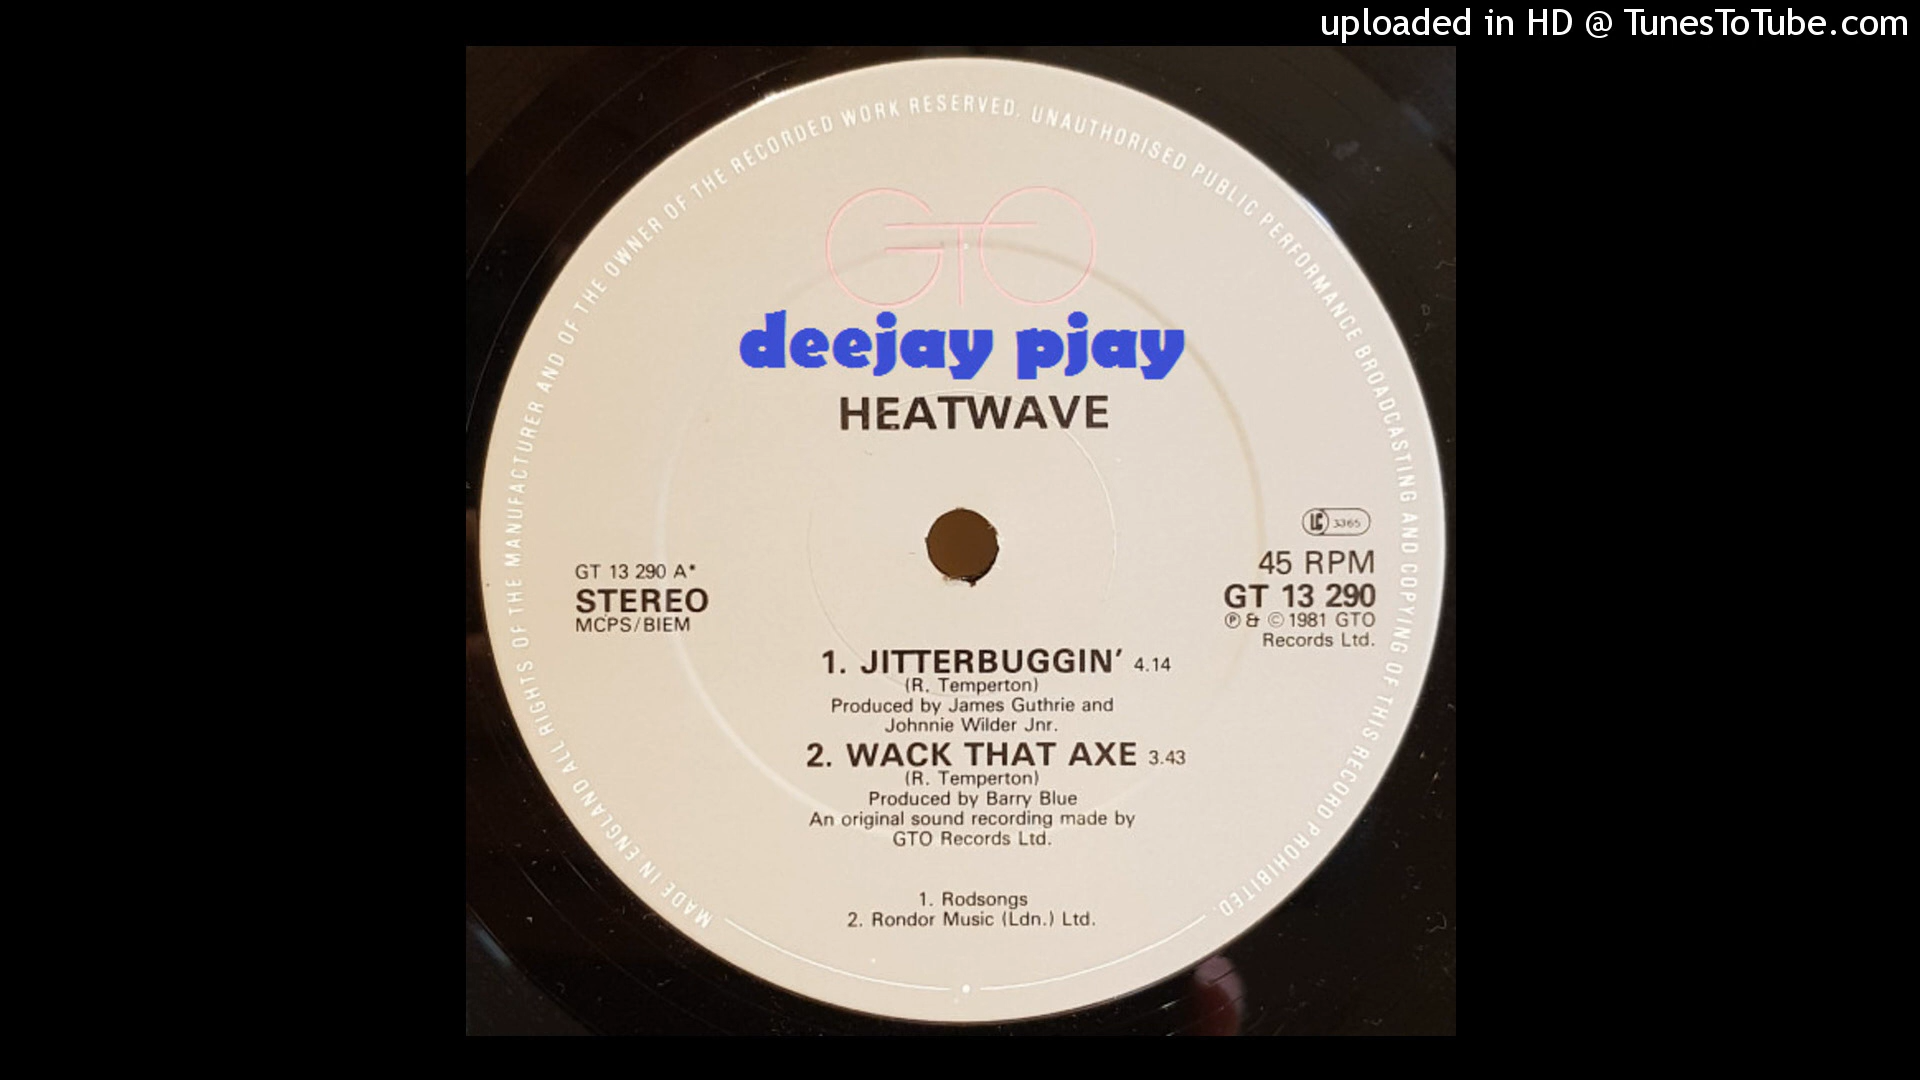 uploaded in HD @ TunesToTube.com
MADE IN ENGLAND ALL RIGHTS OF THE MANUFACTURER AND OF THE OWNER OF THE RECORDED WORK RESERVED. UNAUTHORISED PUBLIC PERFORMANCE BROADCASTING AND COPYING OF THIS RECORD PROHIBITED.
GTO
deejay pjay
HEATWAVE
LC 3365
GT 13 290 A*
STEREO
MCPS/BIEM
45 RPM
GT 13 290
℗ & © 1981 GTO
Records Ltd.
1. JITTERBUGGIN' 4.14
(R. Temperton)
Produced by James Guthrie and
Johnnie Wilder Jnr.
2. WACK THAT AXE 3.43
(R. Temperton)
Produced by Barry Blue
An original sound recording made by
GTO Records Ltd.
1. Rodsongs
2. Rondor Music (Ldn.) Ltd.